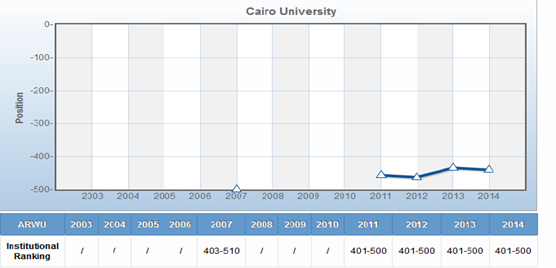 Cairo University
0-
-100-
-200-
-300-
-400-
-500-
Position
2003 2004 2005 2006 2007 2008 2009 2010 2011 2012 2013 2014
ARWU 2003 2004 2005 2006 2007 2008 2009 2010 2011 2012 2013 2014
Institutional Ranking / / / / 403-510 / / / 401-500 401-500 401-500 401-500